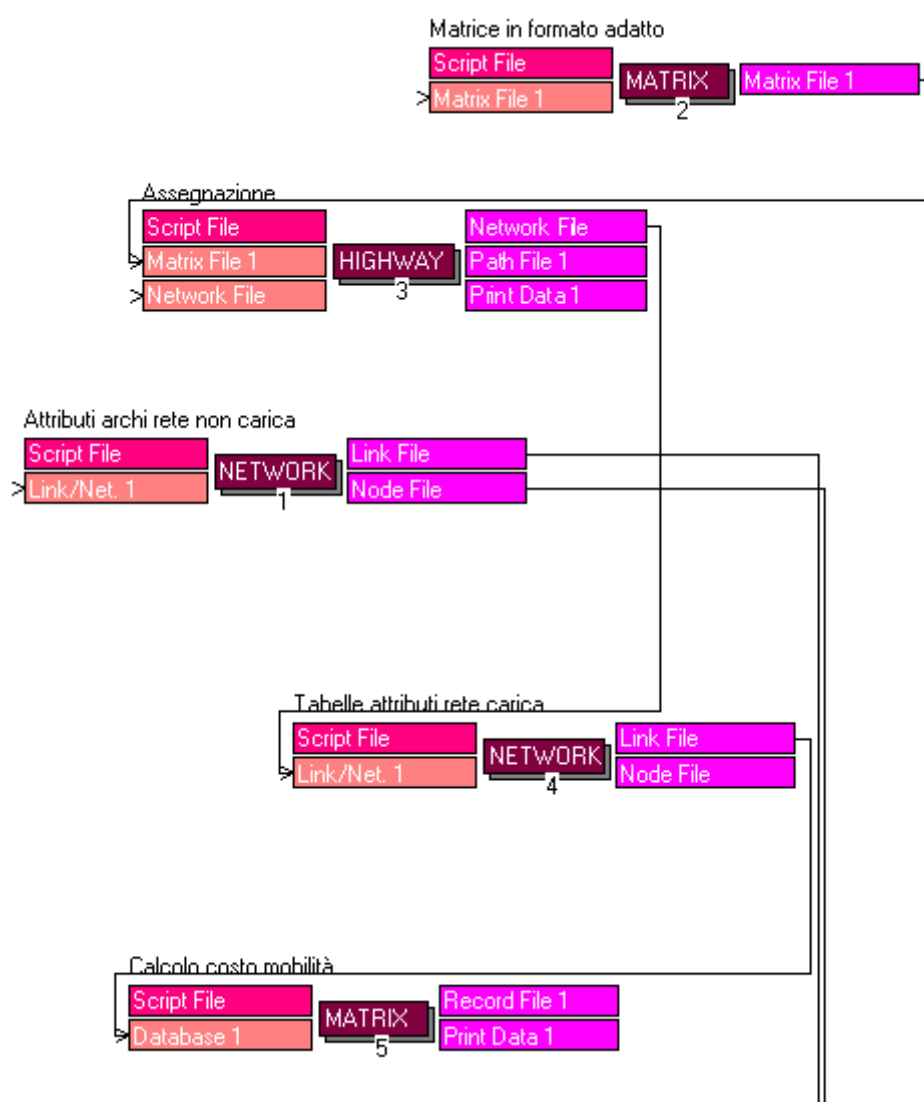 Matrice in formato adatto
Script File
>Matrix File 1
MATRIX
2
Matrix File 1
Assegnazione
Script File
Matrix File 1
>Network File
HIGHWAY
3
Network File
Path File 1
Print Data 1
Attributi archi rete non carica
Script File
>Link/Net. 1
NETWORK
1
Link File
Node File
Tabelle attributi rete carica
Script File
Link/Net. 1
NETWORK
4
Link File
Node File
Calcolo costo mobilità
Script File
Database 1
MATRIX
5
Record File 1
Print Data 1